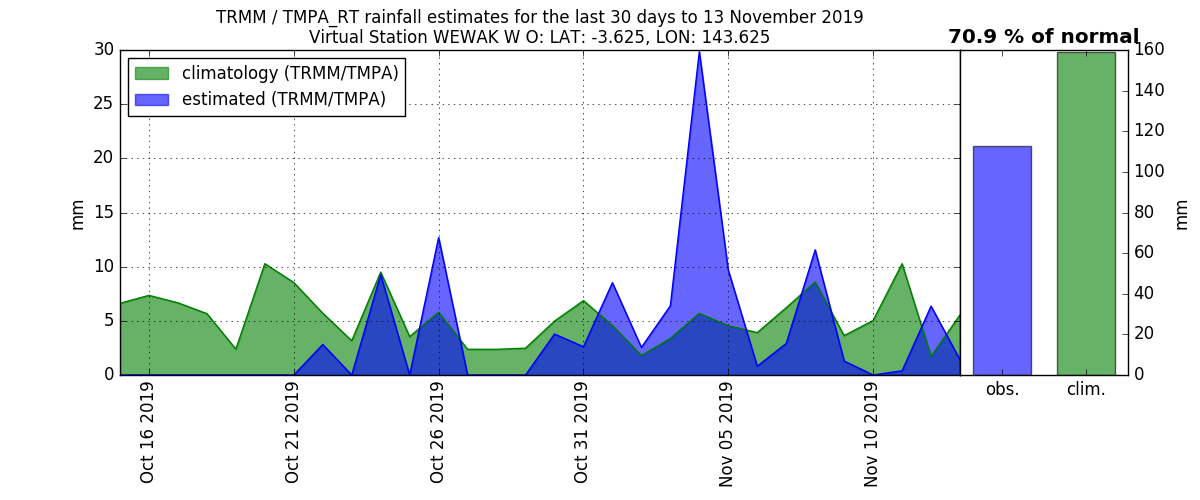 TRMM / TMPA_RT rainfall estimates for the last 30 days to 13 November 2019
Virtual Station WEWAK W O: LAT: -3.625, LON: 143.625
70.9 % of normal
climatology (TRMM/TMPA)
estimated (TRMM/TMPA)
30
25
20
15
10
5
0
mm
Oct 16 2019
Oct 21 2019
Oct 26 2019
Oct 31 2019
Nov 05 2019
Nov 10 2019
obs.
clim.
160
140
120
100
80
60
40
20
0
mm